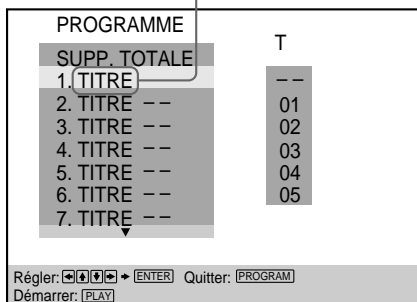 PROGRAMME
T
SUPP. TOTALE
1. TITRE
– –
2. TITRE – –
01
3. TITRE – –
02
4. TITRE – –
03
5. TITRE – –
04
6. TITRE – –
05
7. TITRE – –
Régler: ENTER Quitter: PROGRAM
Démarrer: PLAY